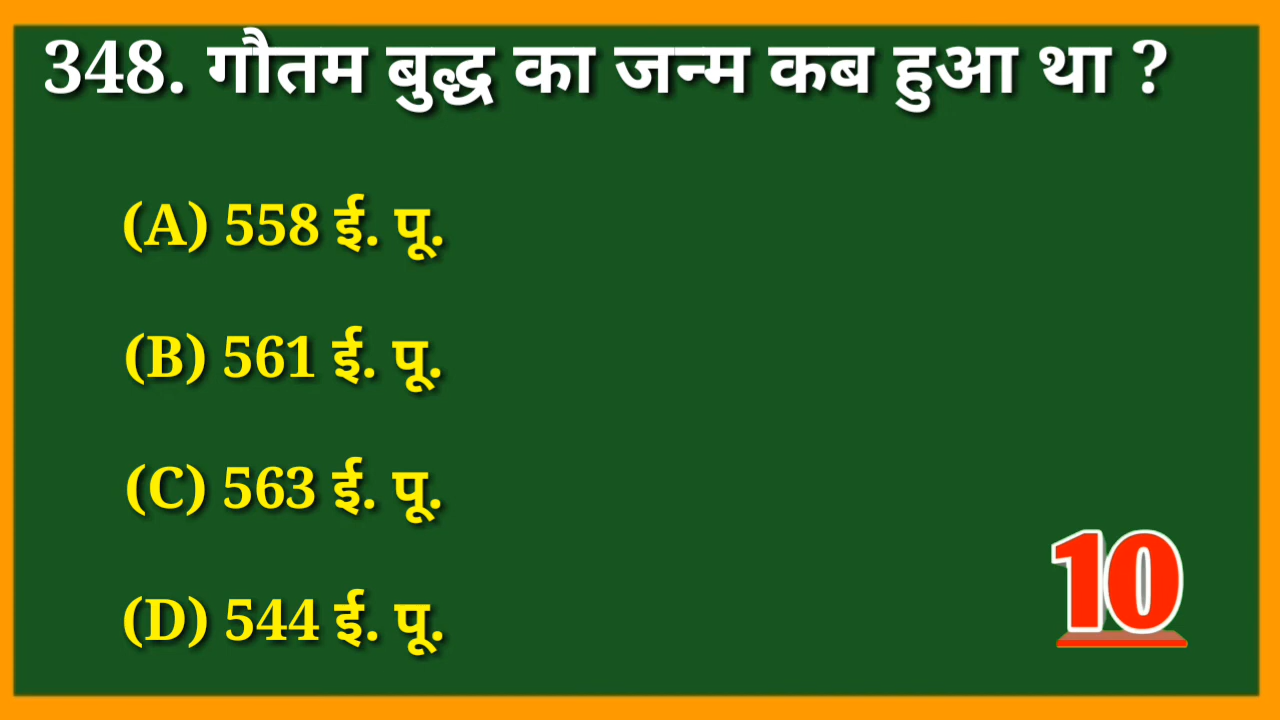 348. गौतम बुद्ध का जन्म कब हुआ था ?
(A) 558 ई. पू.
(B) 561 ई. पू.
(C) 563 ई. पू.
(D) 544 ई. पू.
10